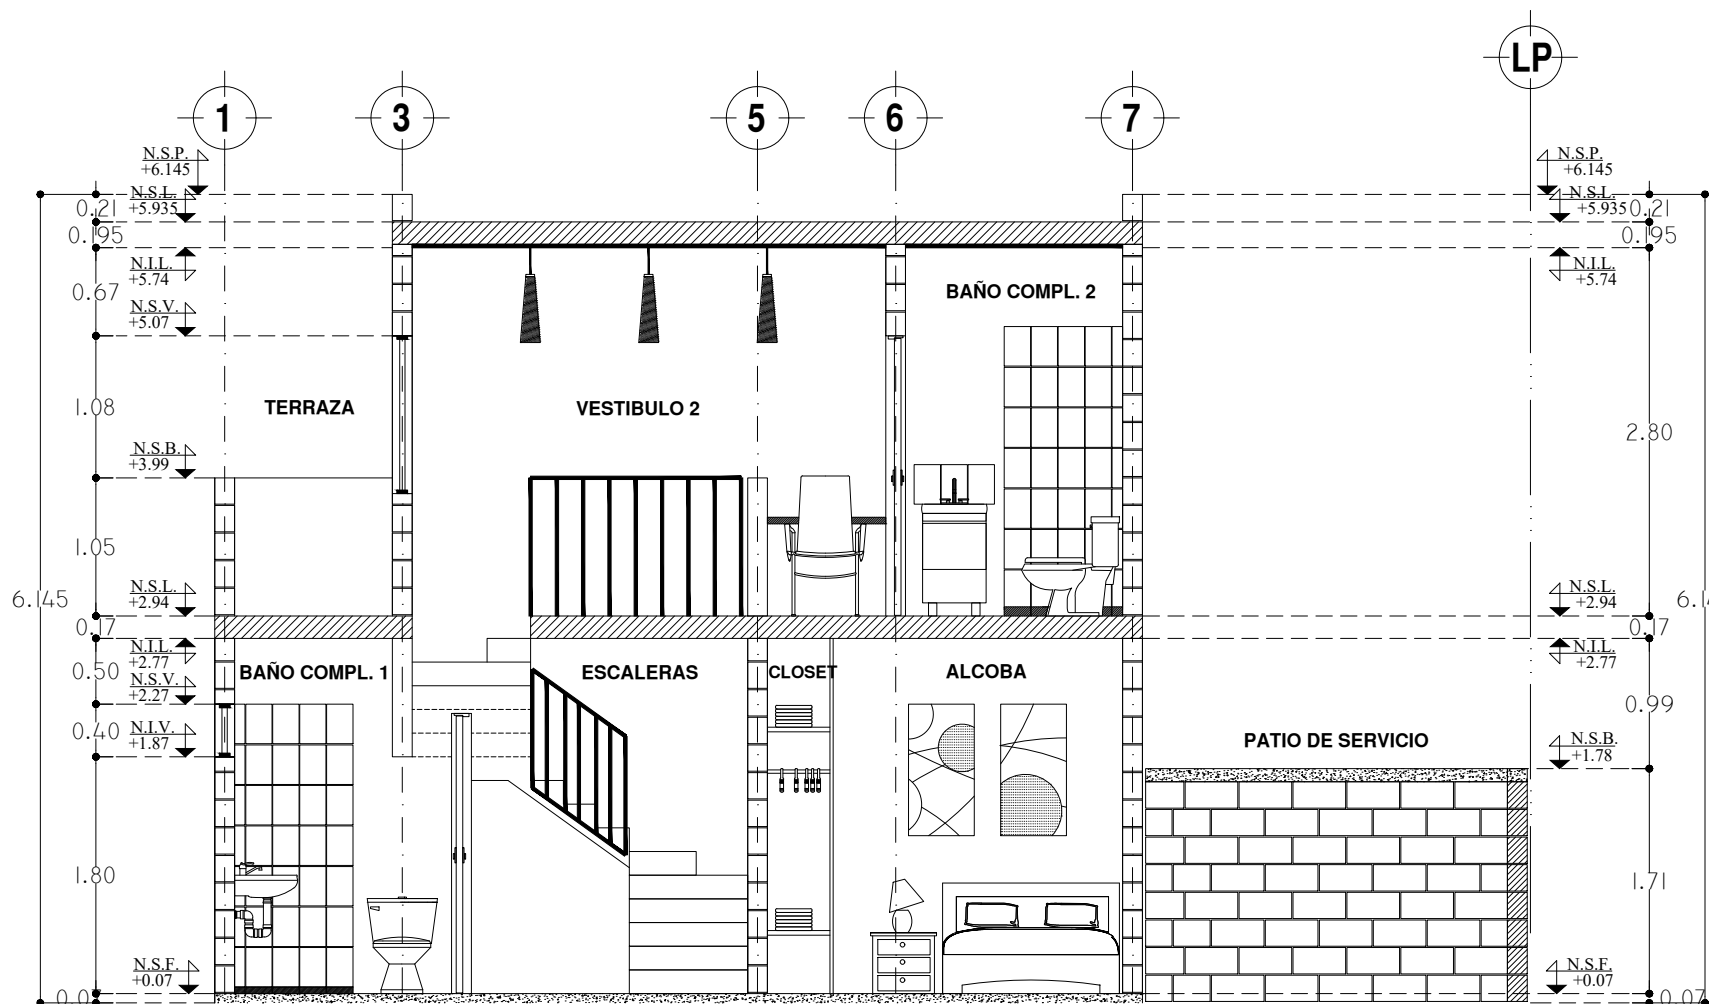 LP
1
3
5
6
7
N.S.P.
+6.145
N.S.L.
+5.935
0.21
0.195
N.I.L.
+5.74
0.67
N.S.V.
+5.07
1.08
N.S.B.
+3.99
1.05
N.S.L.
+2.94
6.145
0.17
N.I.L.
+2.77
0.50
N.S.V.
+2.27
0.40
N.I.V.
+1.87
1.80
N.S.F.
+0.07
0.07
BAÑO COMPL. 2
TERRAZA
VESTIBULO 2
BAÑO COMPL. 1
ESCALERAS
CLOSET
ALCOBA
PATIO DE SERVICIO
N.S.P.
+6.145
N.S.L.
+5.935
0.21
0.195
N.I.L.
+5.74
2.80
N.S.L.
+2.94
0.17
N.I.L.
+2.77
0.99
N.S.B.
+1.78
1.71
N.S.F.
+0.07
0.07